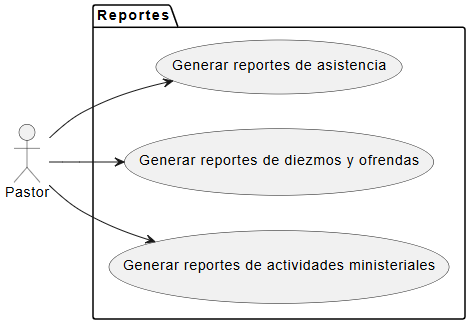 Reportes
Generar reportes de asistencia
Generar reportes de diezmos y ofrendas
Pastor
Generar reportes de actividades ministeriales